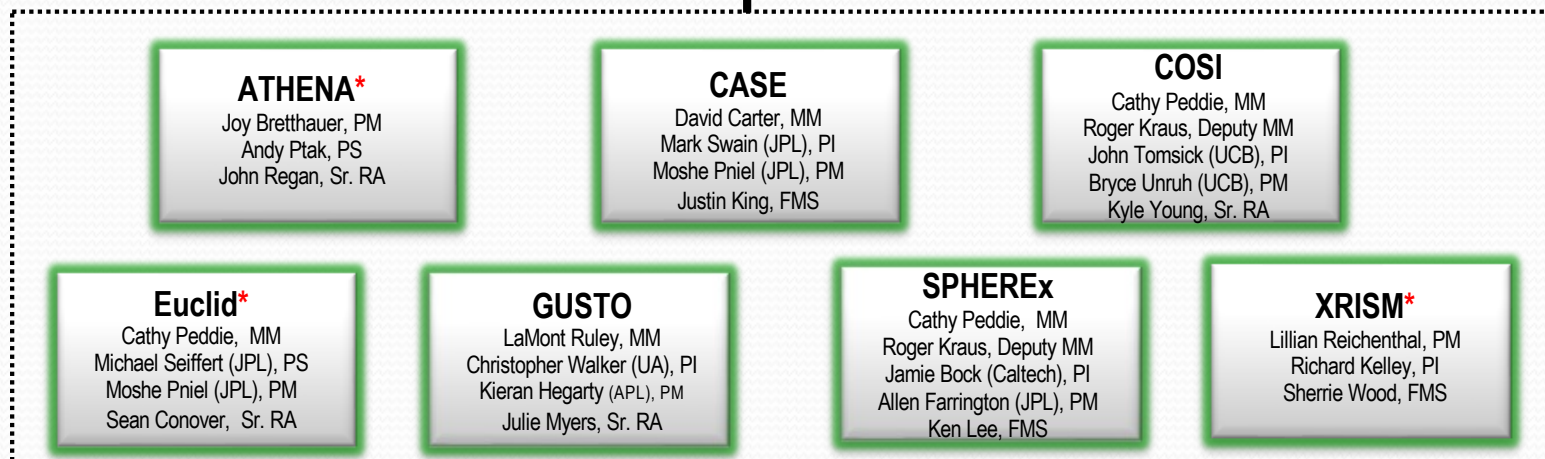 ATHENA*
Joy Bretthauer, PM
Andy Ptak, PS
John Regan, Sr. RA
CASE
David Carter, MM
Mark Swain (JPL), PI
Moshe Pniel (JPL), PM
Justin King, FMS
COSI
Cathy Peddie, MM
Roger Kraus, Deputy MM
John Tomsick (UCB), PI
Bryce Unruh (UCB), PM
Kyle Young, Sr. RA
Euclid*
Cathy Peddie, MM
Michael Seiffert (JPL), PS
Moshe Pniel (JPL), PM
Sean Conover, Sr. RA
GUSTO
LaMont Ruley, MM
Christopher Walker (UA), PI
Kieran Hegarty (APL), PM
Julie Myers, Sr. RA
SPHEREx
Cathy Peddie, MM
Roger Kraus, Deputy MM
Jamie Bock (Caltech), PI
Allen Farrington (JPL), PM
Ken Lee, FMS
XRISM*
Lillian Reichenthal, PM
Richard Kelley, PI
Sherrie Wood, FMS